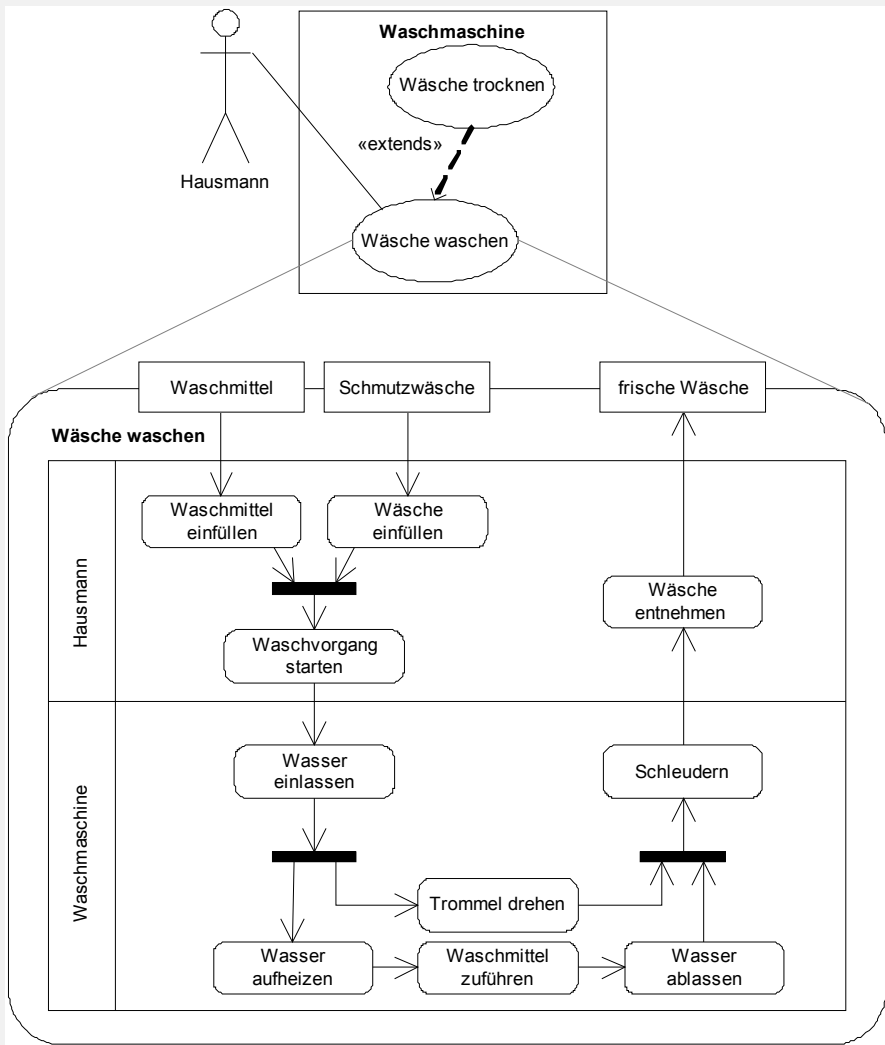 Waschmaschine
Wäsche trocknen
«extends»
Hausmann
Wäsche waschen
Waschmittel
Schmutzwäsche
frische Wäsche
Wäsche waschen
Hausmann
Waschmittel
einfüllen
Wäsche
einfüllen
Waschvorgang
starten
Wäsche
entnehmen
Waschmaschine
Wasser
einlassen
Schleudern
Trommel drehen
Wasser
aufheizen
Waschmittel
zuführen
Wasser
ablassen